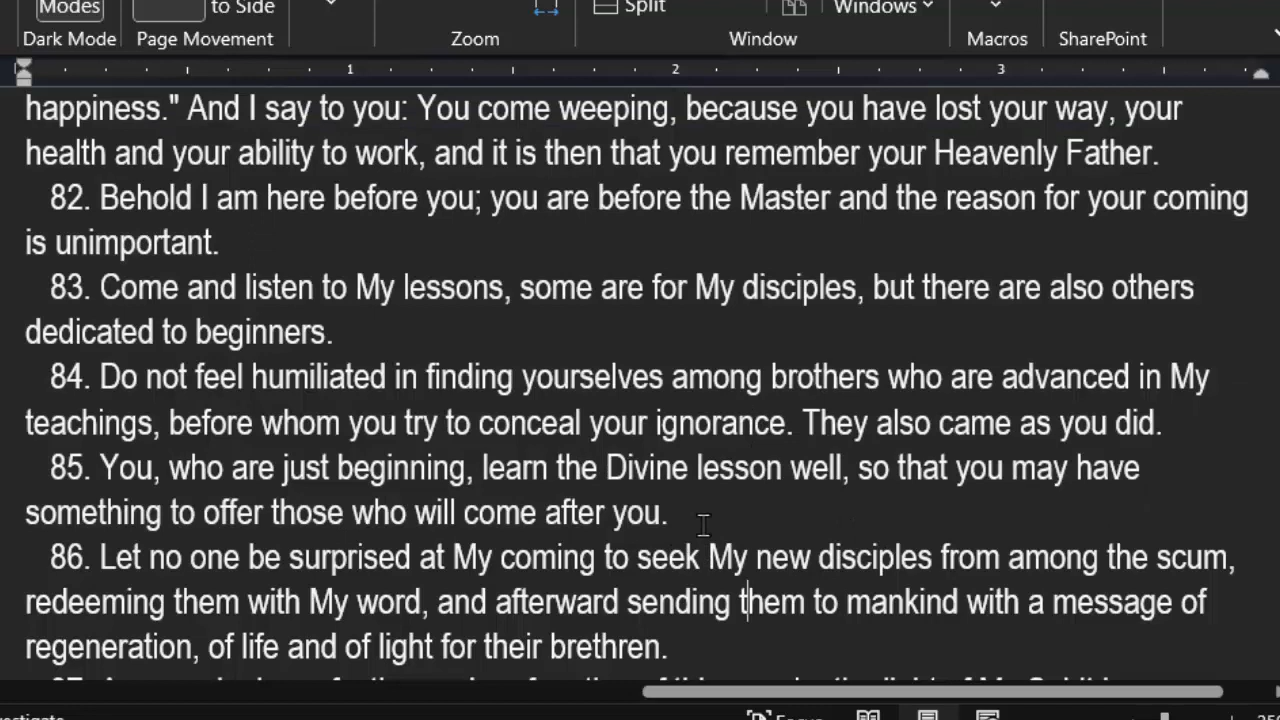 Modes
to Side
Split
Windows
Dark Mode
Page Movement
Zoom
Window
Macros
SharePoint
1
2
3
happiness." And I say to you: You come weeping, because you have lost your way, your
health and your ability to work, and it is then that you remember your Heavenly Father.
82. Behold I am here before you; you are before the Master and the reason for your coming
is unimportant.
83. Come and listen to My lessons, some are for My disciples, but there are also others
dedicated to beginners.
84. Do not feel humiliated in finding yourselves among brothers who are advanced in My
teachings, before whom you try to conceal your ignorance. They also came as you did.
85. You, who are just beginning, learn the Divine lesson well, so that you may have
something to offer those who will come after you.
86. Let no one be surprised at My coming to seek My new disciples from among the scum,
redeeming them with My word, and afterward sending them to mankind with a message of
regeneration, of life and of light for their brethren.
Focus